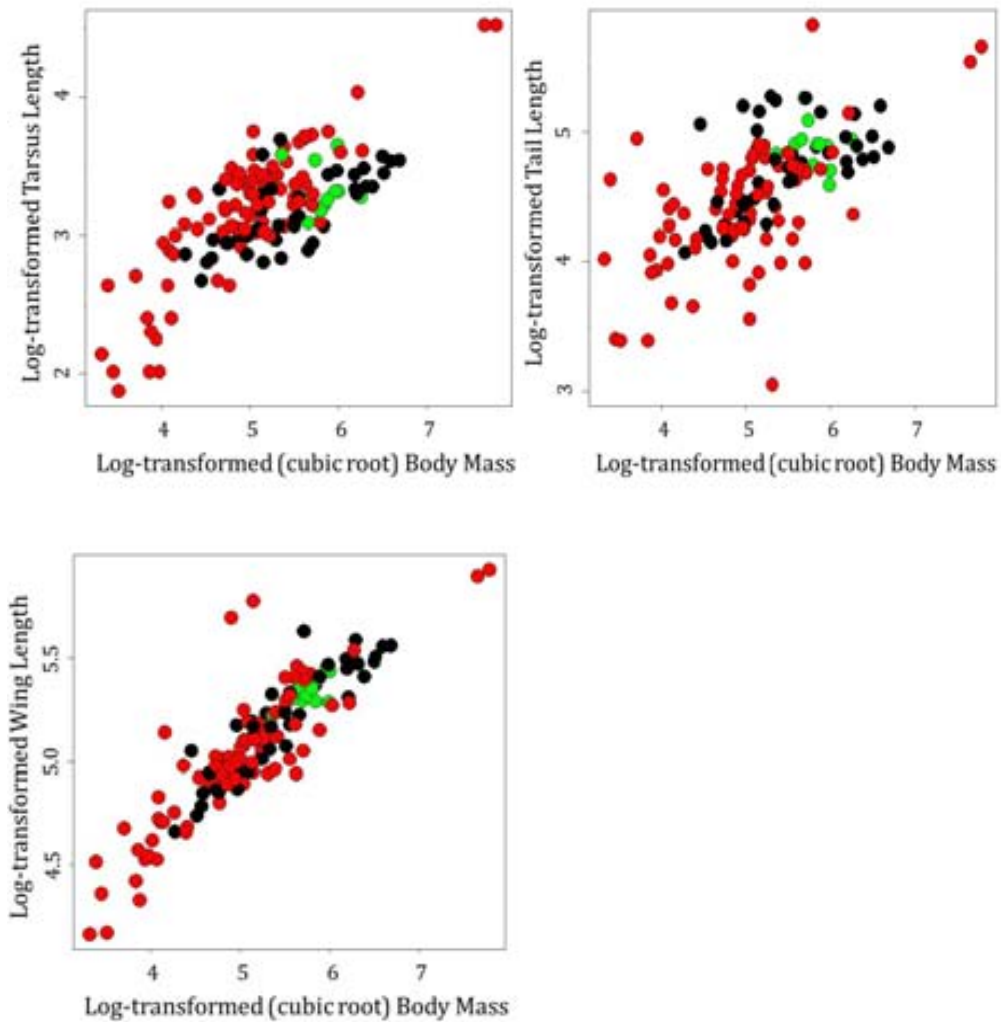 Log-transformed Tarsus Length
4
3
2
4 5 6 7
Log-transformed (cubic root) Body Mass
Log-transformed Tail Length
5
4
3
4 5 6 7
Log-transformed (cubic root) Body Mass
Log-transformed Wing Length
5.5
5.0
4.5
4 5 6 7
Log-transformed (cubic root) Body Mass